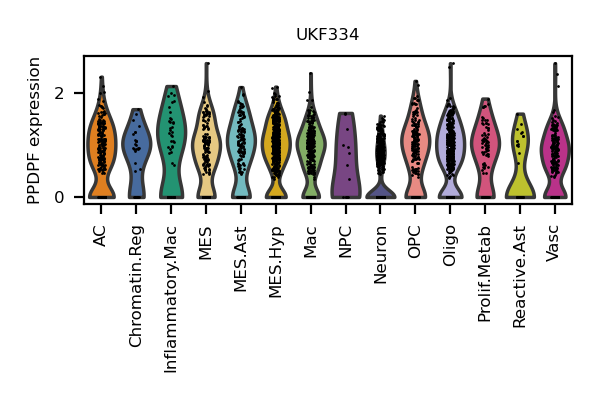 UKF334
PPDPF expression
2
0
AC
Chromatin.Reg
Inflammatory.Mac
MES
MES.Ast
MES.Hyp
Mac
NPC
Neuron
OPC
Oligo
Prolif.Metab
Reactive.Ast
Vasc